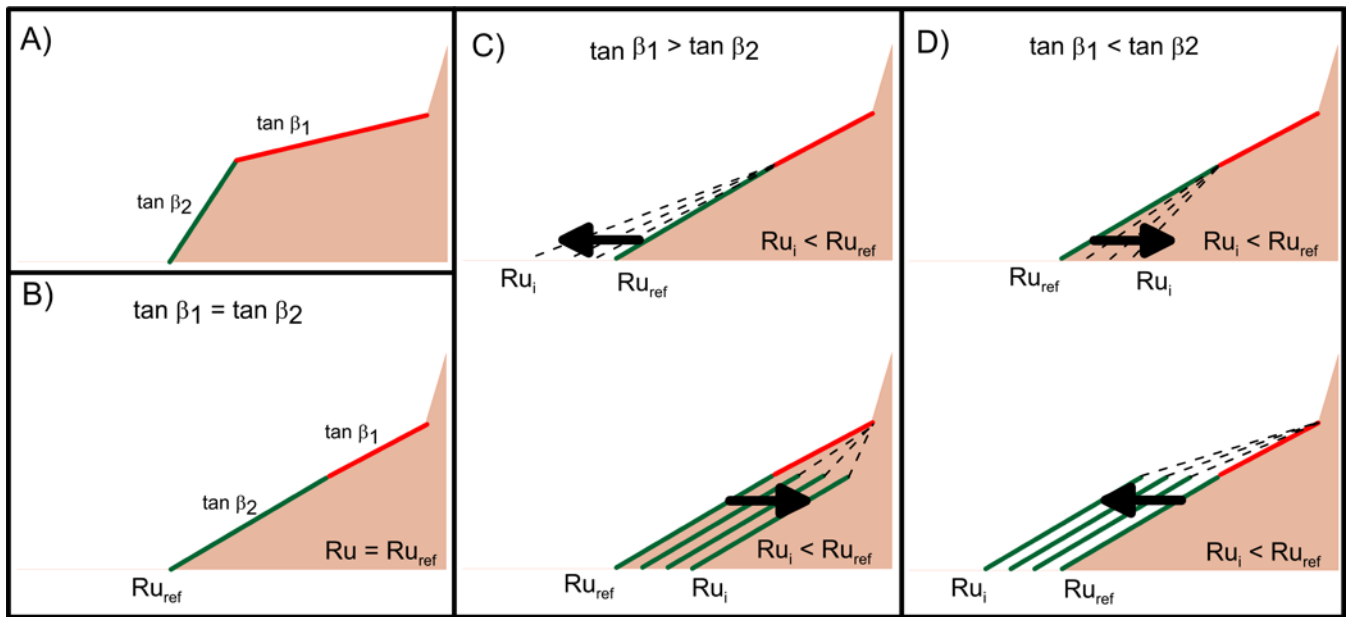 A)
tan β1
tan β2
B)
tan β1 = tan β2
tan β1
tan β2
Ru = Ruref
Ruref
C)
tan β1 > tan β2
Rui < Ruref
Rui
Ruref
Rui < Ruref
Ruref
Rui
D)
tan β1 < tan β2
Rui < Ruref
Ruref
Rui
Rui < Ruref
Rui
Ruref